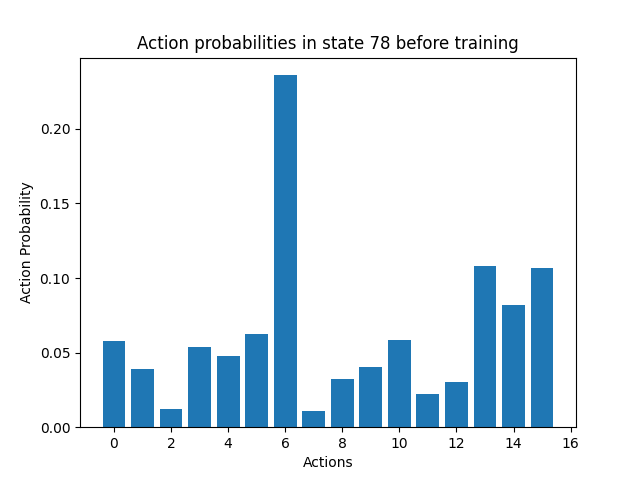 Action probabilities in state 78 before training
Action Probability
0.20
0.15
0.10
0.05
0.00
0 2 4 6 8 10 12 14 16
Actions